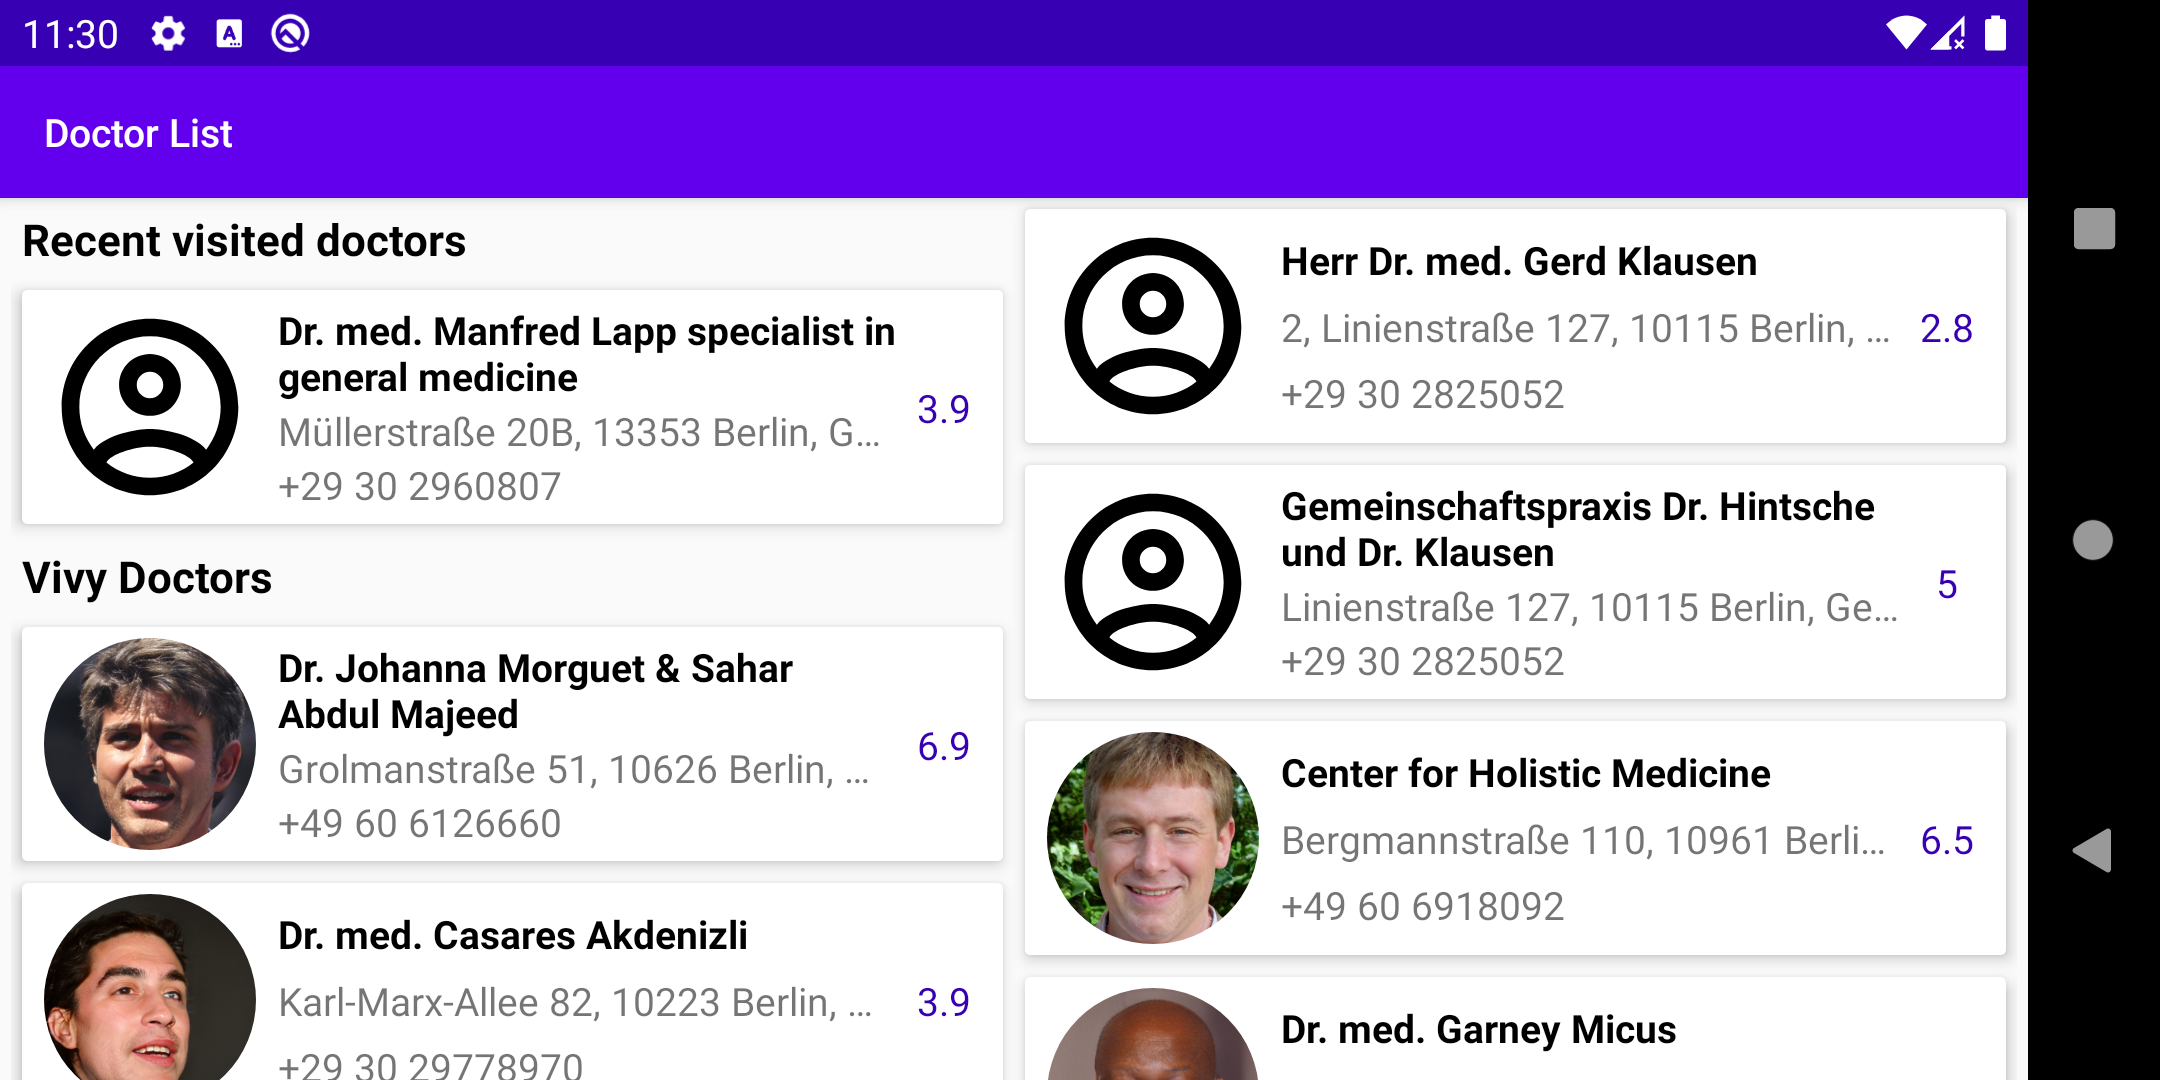 11:30
Doctor List
Recent visited doctors
Dr. med. Manfred Lapp specialist in
general medicine
Müllerstraße 20B, 13353 Berlin, G...
+29 30 2960807
3.9
Vivy Doctors
Dr. Johanna Morguet & Sahar
Abdul Majeed
Grolmanstraße 51, 10626 Berlin, ...
+49 60 6126660
6.9
Dr. med. Casares Akdenizli
Karl-Marx-Allee 82, 10223 Berlin, ...
+29 30 29778970
3.9
Herr Dr. med. Gerd Klausen
2, Linienstraße 127, 10115 Berlin, ...
+29 30 2825052
2.8
Gemeinschaftspraxis Dr. Hintsche
und Dr. Klausen
Linienstraße 127, 10115 Berlin, Ge...
+29 30 2825052
5
Center for Holistic Medicine
Bergmannstraße 110, 10961 Berli...
+49 60 6918092
6.5
Dr. med. Garney Micus